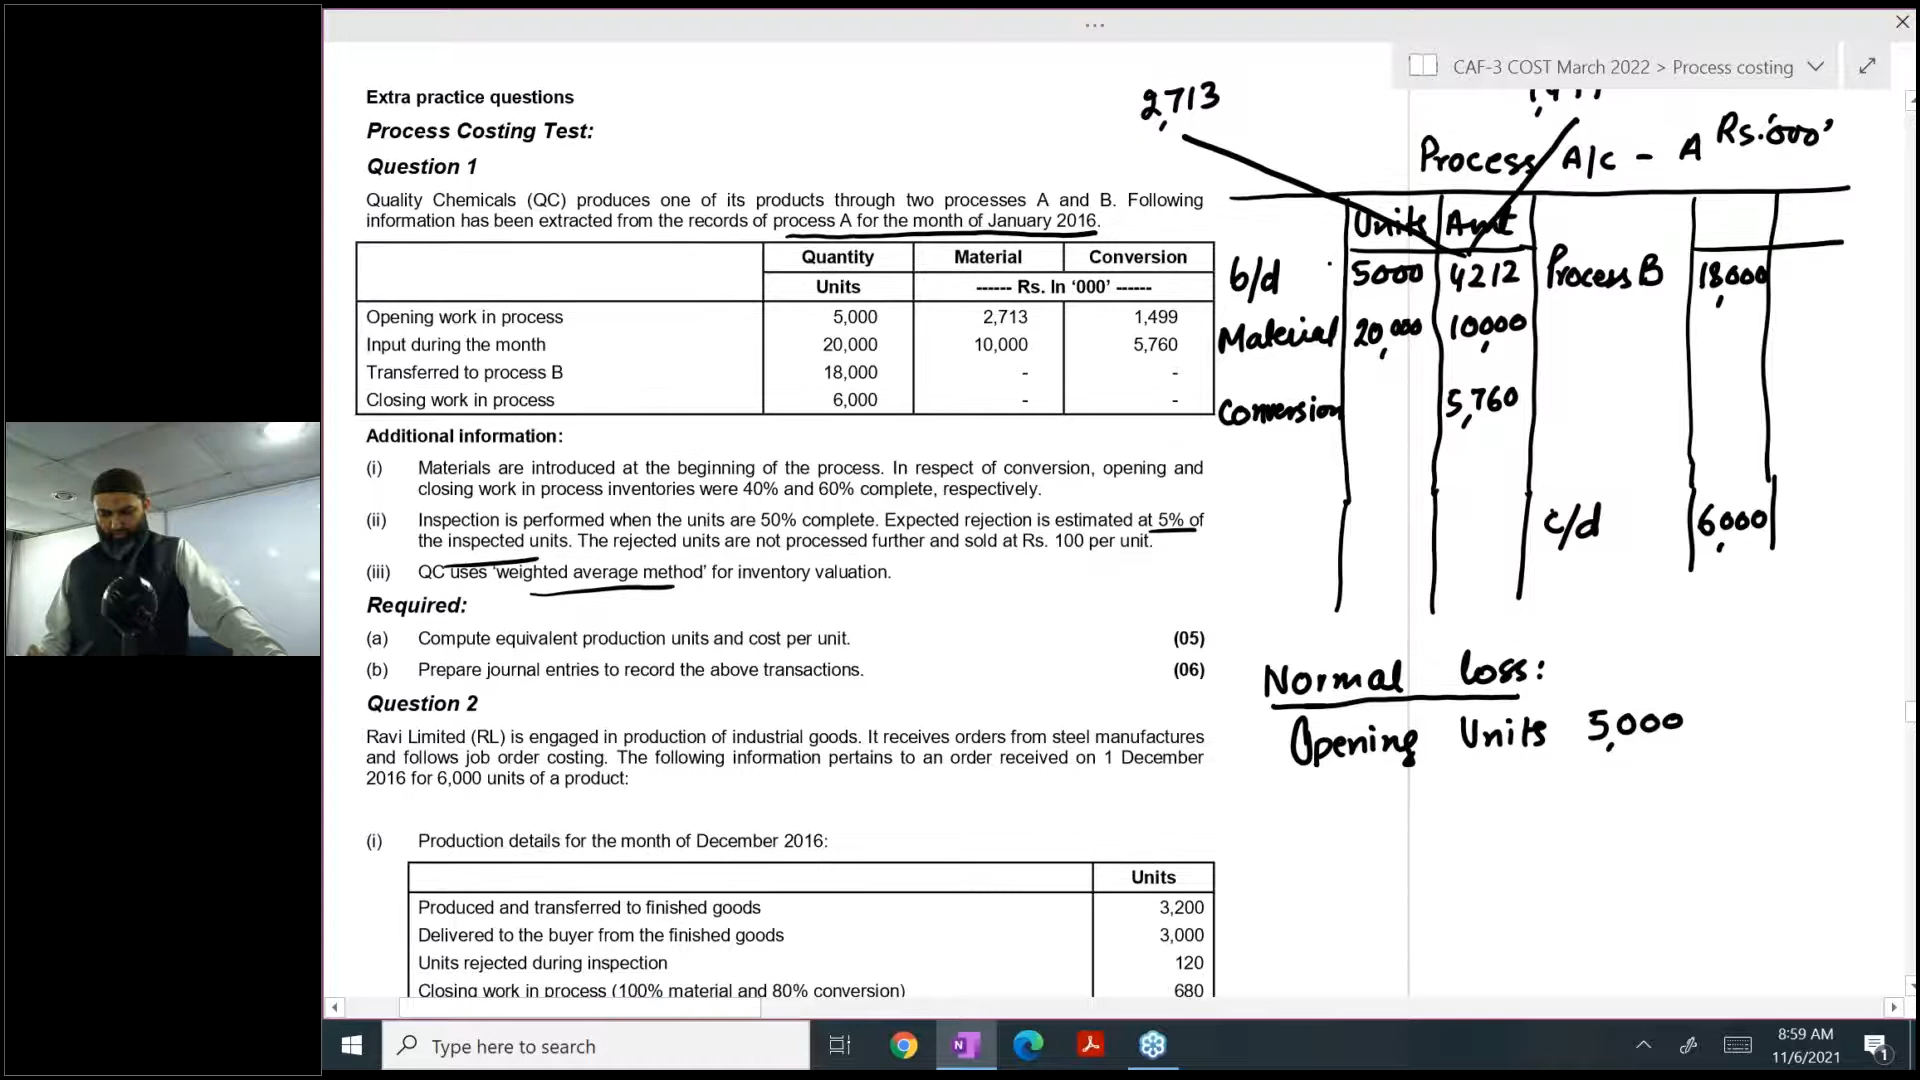 CAF-3 COST March 2022 > Process costing
Extra practice questions
Process Costing Test:
Question 1
Quality Chemicals (QC) produces one of its products through two processes A and B. Following
information has been extracted from the records of process A for the month of January 2016.
Quantity Material Conversion
Units ------ Rs. In ‘000’ ------
Opening work in process 5,000 2,713 1,499
Input during the month 20,000 10,000 5,760
Transferred to process B 18,000 - -
Closing work in process 6,000 - -
Additional information:
(i) Materials are introduced at the beginning of the process. In respect of conversion, opening and
closing work in process inventories were 40% and 60% complete, respectively.
(ii) Inspection is performed when the units are 50% complete. Expected rejection is estimated at 5% of
the inspected units. The rejected units are not processed further and sold at Rs. 100 per unit.
(iii) QC uses ‘weighted average method’ for inventory valuation.
Required:
(a) Compute equivalent production units and cost per unit. (05)
(b) Prepare journal entries to record the above transactions. (06)
Question 2
Ravi Limited (RL) is engaged in production of industrial goods. It receives orders from steel manufactures
and follows job order costing. The following information pertains to an order received on 1 December
2016 for 6,000 units of a product:
(i) Production details for the month of December 2016:
Units
Produced and transferred to finished goods 3,200
Delivered to the buyer from the finished goods 3,000
Units rejected during inspection 120
Closing work in process (100% material and 80% conversion) 680
2,713
Process A/c - A Rs.'000'
Units Amt
b/d 5000 4212 Process B 18,000
Material 20,000 10,000
Conversion 5,760
c/d 6,000
Normal Loss:
Opening Units 5,000
Type here to search
8:59 AM
11/6/2021
1